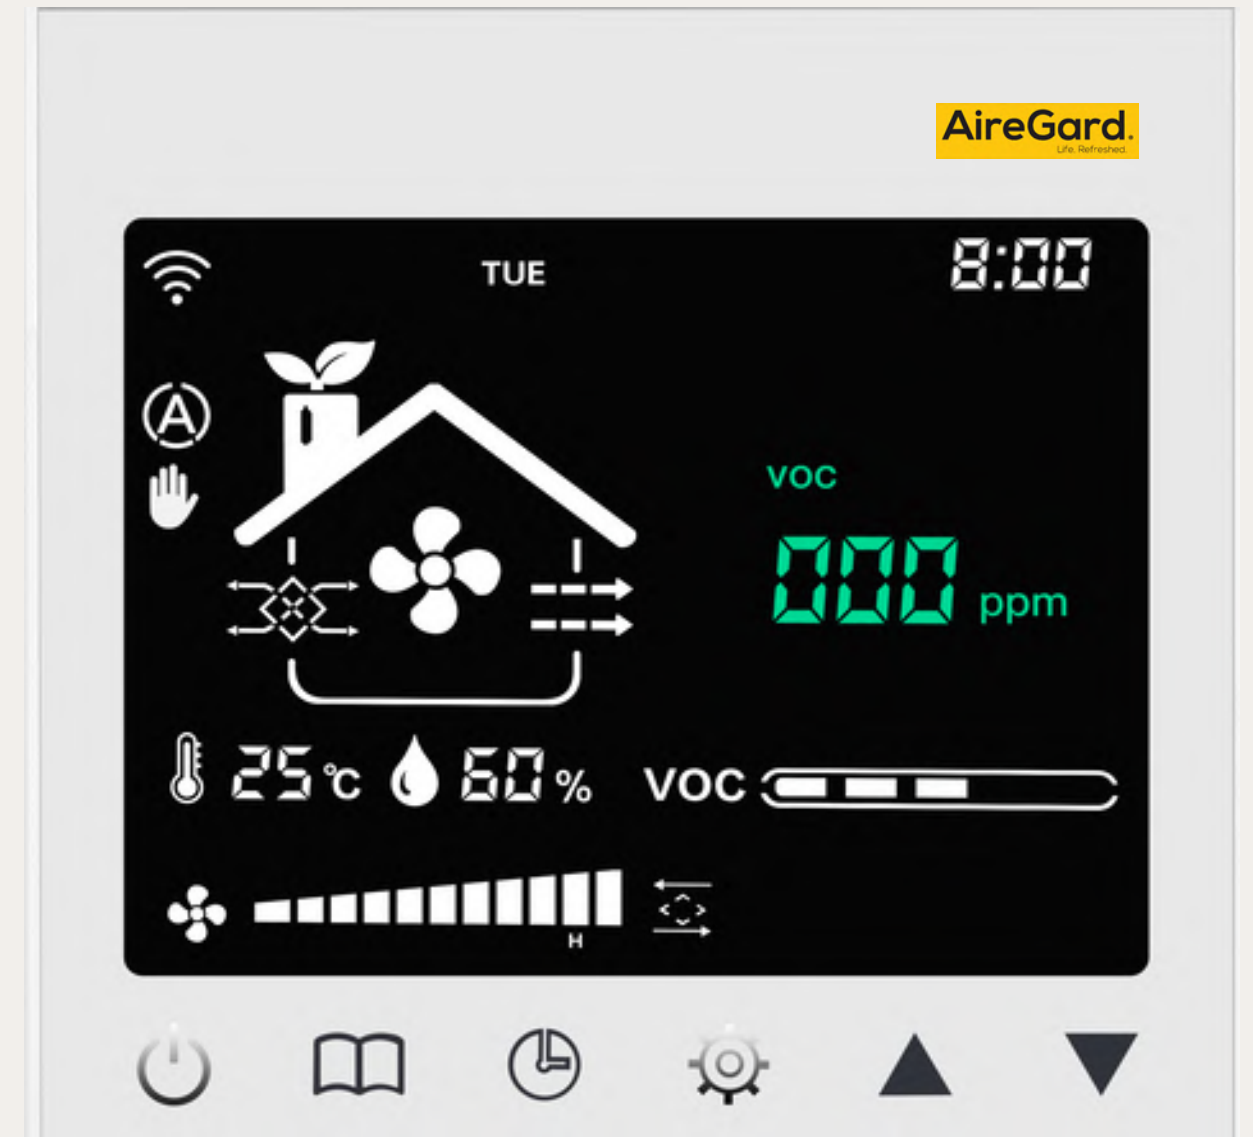 AireGard.
Life. Refreshed.
TUE
8:00
A
VOC
000 ppm
25 °C
60 %
VOC
H